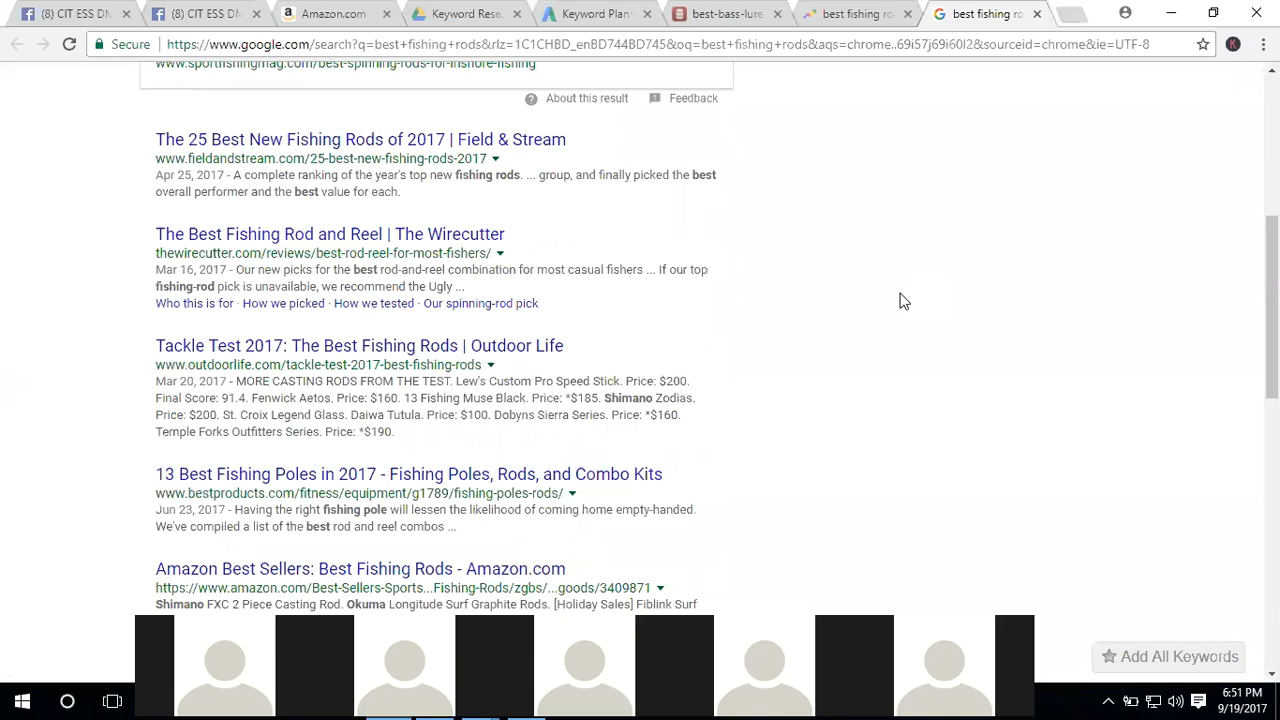 (8) CIT ESS DN
(8) CIT ESS DN
Amazon.com
Keyword Rese
Keyword Plan
best-bass-lure
best fishing ro
best fishing ro
Secure
https://www.google.com/search?q=best+fishing+rods&rlz=1C1CHBD_enBD744BD745&oq=best+fishing+rods&aqs=chrome..69i57j69i60l2&sourceid=chrome&ie=UTF-8
www.sportfishingmag.com/best-spinning-rods-for-inshore-fishing
About this result Feedback
The 25 Best New Fishing Rods of 2017 | Field & Stream
www.fieldandstream.com/25-best-new-fishing-rods-2017
Apr 25, 2017 - A complete ranking of the year's top new fishing rods. ... group, and finally picked the best
overall performer and the best value for each.
The Best Fishing Rod and Reel | The Wirecutter
thewirecutter.com/reviews/best-rod-reel-for-most-fishers/
Mar 16, 2017 - Our new picks for the best rod-and-reel combination for most casual fishers ... If our top
fishing-rod pick is unavailable, we recommend the Ugly ...
Who this is for · How we picked · How we tested · Our spinning-rod pick
Tackle Test 2017: The Best Fishing Rods | Outdoor Life
www.outdoorlife.com/tackle-test-2017-best-fishing-rods
Mar 20, 2017 - MORE CASTING RODS FROM THE TEST. Lew's Custom Pro Speed Stick. Price: $200.
Final Score: 91.4. Fenwick Aetos. Price: $160. 13 Fishing Muse Black. Price: *$185. Shimano Zodias.
Price: $200. St. Croix Legend Glass. Daiwa Tutula. Price: $100. Dobyns Sierra Series. Price: *$160.
Temple Forks Outfitters Series. Price: *$190.
13 Best Fishing Poles in 2017 - Fishing Poles, Rods, and Combo Kits
www.bestproducts.com/fitness/equipment/g1789/fishing-poles-rods/
Jun 23, 2017 - Having the right fishing pole will lessen the likelihood of coming home empty-handed.
We've compiled a list of the best rod and reel combos ...
Amazon Best Sellers: Best Fishing Rods - Amazon.com
https://www.amazon.com/Best-Sellers-Sports...Fishing-Rods/zgbs/...goods/3409871
Shimano FXC 2 Piece Casting Rod. Okuma Longitude Surf Graphite Rods. [Holiday Sales] Fiblink Surf
Add All Keywords
6:51 PM
9/19/2017